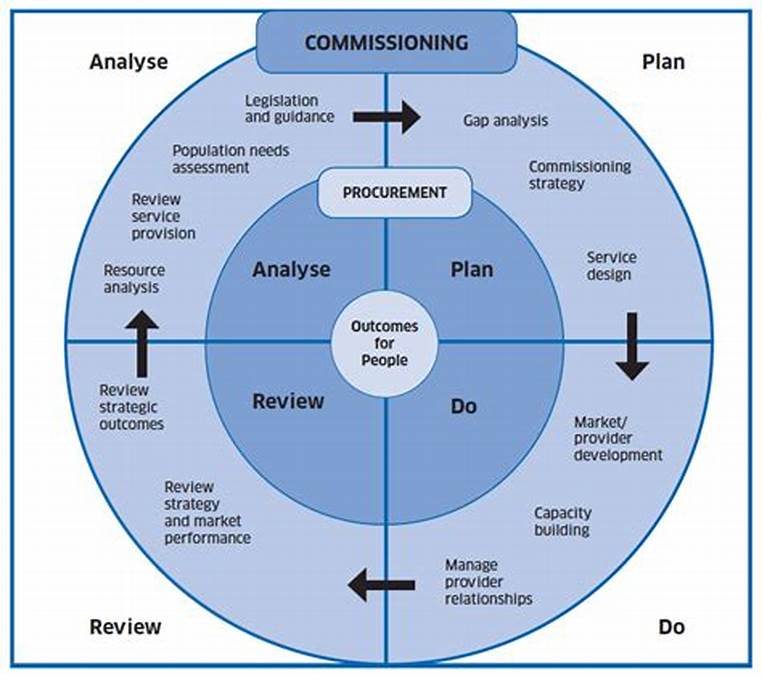 COMMISSIONING
Analyse
Plan
Legislation
and guidance
Gap analysis
Population needs
assessment
Commissioning
strategy
PROCUREMENT
Review
service
provision
Resource
analysis
Service
design
Analyse
Plan
Outcomes
for
People
Review
Do
Review
strategic
outcomes
Market/
provider
development
Review
strategy
and market
performance
Capacity
building
Manage
provider
relationships
Review
Do